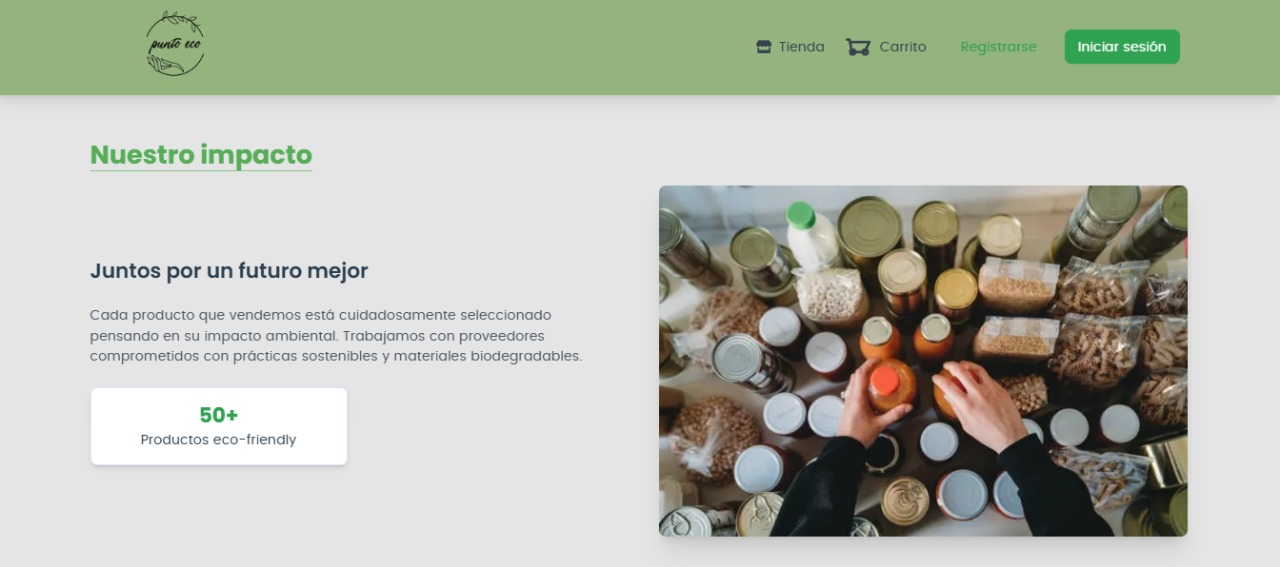 punto eco
Tienda
Carrito
Registrarse
Iniciar sesión
Nuestro impacto
Juntos por un futuro mejor
Cada producto que vendemos está cuidadosamente seleccionado
pensando en su impacto ambiental. Trabajamos con proveedores
comprometidos con prácticas sostenibles y materiales biodegradables.
50+
Productos eco-friendly